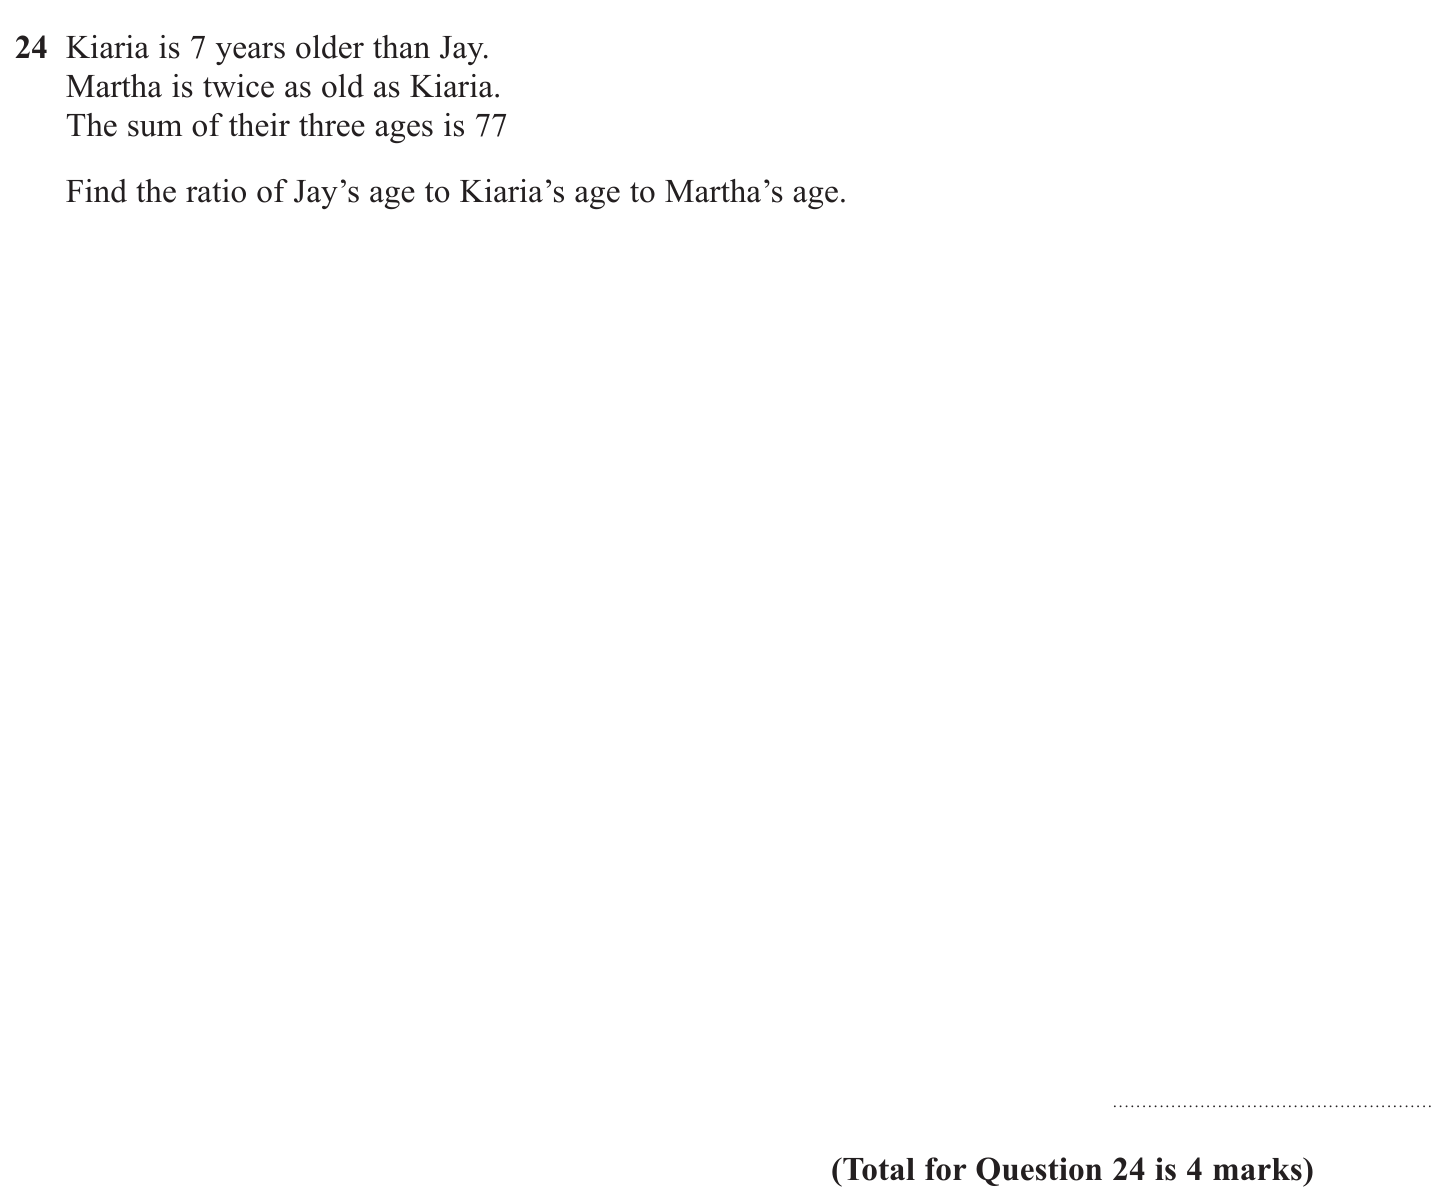 24 Kiaria is 7 years older than Jay.
Martha is twice as old as Kiaria.
The sum of their three ages is 77
Find the ratio of Jay’s age to Kiaria’s age to Martha’s age.
(Total for Question 24 is 4 marks)